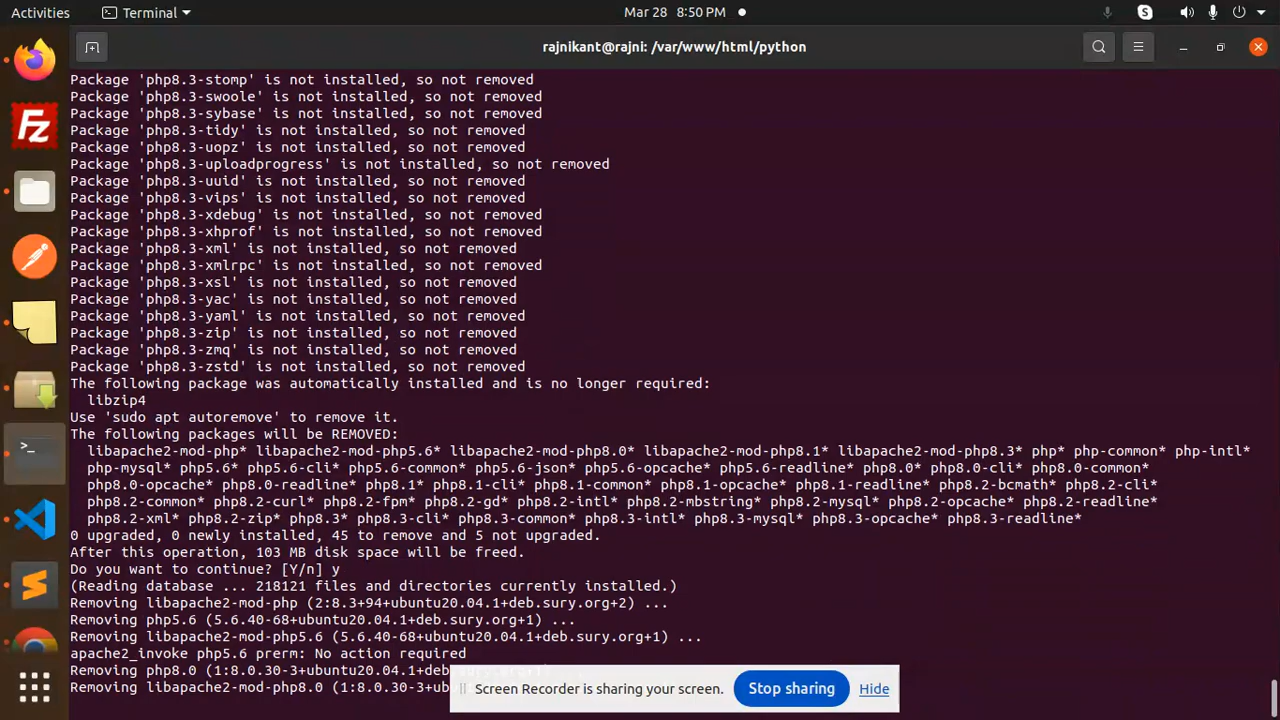 Activities
Terminal
Mar 28 8:50 PM
rajnikant@rajni: /var/www/html/python
Package 'php8.3-stomp' is not installed, so not removed
Package 'php8.3-swoole' is not installed, so not removed
Package 'php8.3-sybase' is not installed, so not removed
Package 'php8.3-tidy' is not installed, so not removed
Package 'php8.3-uopz' is not installed, so not removed
Package 'php8.3-uploadprogress' is not installed, so not removed
Package 'php8.3-uuid' is not installed, so not removed
Package 'php8.3-vips' is not installed, so not removed
Package 'php8.3-xdebug' is not installed, so not removed
Package 'php8.3-xhprof' is not installed, so not removed
Package 'php8.3-xml' is not installed, so not removed
Package 'php8.3-xmlrpc' is not installed, so not removed
Package 'php8.3-xsl' is not installed, so not removed
Package 'php8.3-yac' is not installed, so not removed
Package 'php8.3-yaml' is not installed, so not removed
Package 'php8.3-zip' is not installed, so not removed
Package 'php8.3-zmq' is not installed, so not removed
Package 'php8.3-zstd' is not installed, so not removed
The following package was automatically installed and is no longer required:
libzip4
Use 'sudo apt autoremove' to remove it.
The following packages will be REMOVED:
libapache2-mod-php* libapache2-mod-php5.6* libapache2-mod-php8.0* libapache2-mod-php8.1* libapache2-mod-php8.3* php* php-common* php-intl*
php-mysql* php5.6* php5.6-cli* php5.6-common* php5.6-json* php5.6-opcache* php5.6-readline* php8.0* php8.0-cli* php8.0-common*
php8.0-opcache* php8.0-readline* php8.1* php8.1-cli* php8.1-common* php8.1-opcache* php8.1-readline* php8.2-bcmath* php8.2-cli*
php8.2-common* php8.2-curl* php8.2-fpm* php8.2-gd* php8.2-intl* php8.2-mbstring* php8.2-mysql* php8.2-opcache* php8.2-readline*
php8.2-xml* php8.2-zip* php8.3* php8.3-cli* php8.3-common* php8.3-intl* php8.3-mysql* php8.3-opcache* php8.3-readline*
0 upgraded, 0 newly installed, 45 to remove and 5 not upgraded.
After this operation, 103 MB disk space will be freed.
Do you want to continue? [Y/n] y
(Reading database ... 218121 files and directories currently installed.)
Removing libapache2-mod-php (2:8.3+94+ubuntu20.04.1+deb.sury.org+2) ...
Removing php5.6 (5.6.40-68+ubuntu20.04.1+deb.sury.org+1) ...
Removing libapache2-mod-php5.6 (5.6.40-68+ubuntu20.04.1+deb.sury.org+1) ...
apache2_invoke php5.6 prerm: No action required
Removing php8.0 (1:8.0.30-3+ubuntu20.04.1+deb
Removing libapache2-mod-php8.0 (1:8.0.30-3+ub
Screen Recorder is sharing your screen.
Stop sharing
Hide